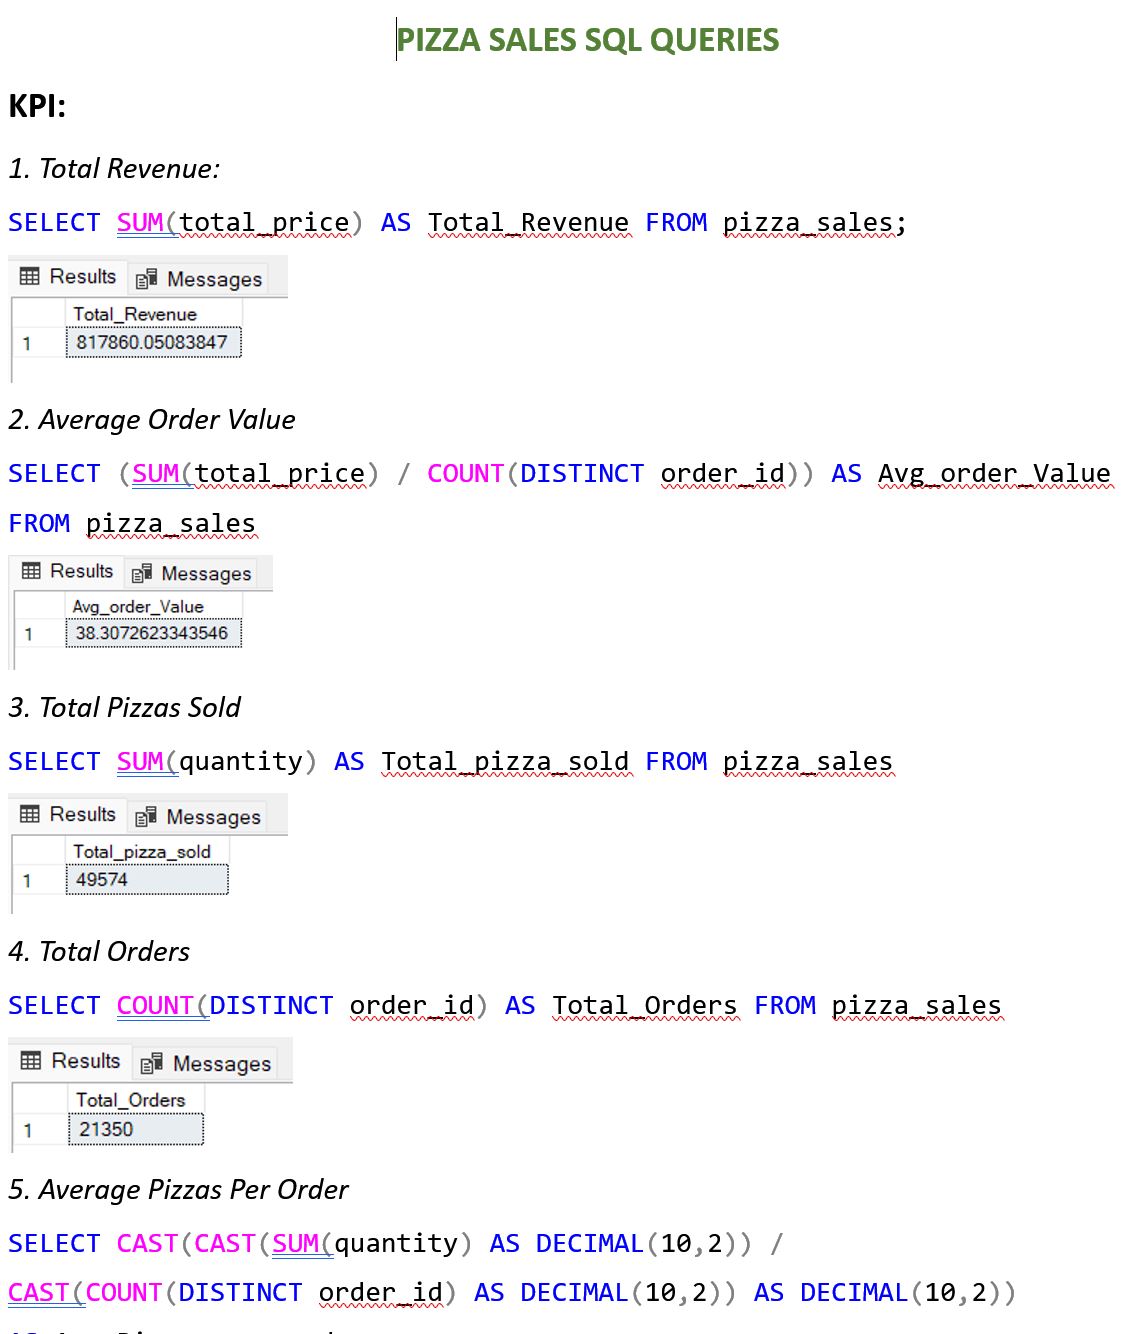 PIZZA SALES SQL QUERIES
KPI:
1. Total Revenue:
SELECT SUM(total_price) AS Total_Revenue FROM pizza_sales;
Results Messages
Total_Revenue
1 817860.05083847
2. Average Order Value
SELECT (SUM(total_price) / COUNT(DISTINCT order_id)) AS Avg_order_Value
FROM pizza_sales
Results Messages
Avg_order_Value
1 38.3072623343546
3. Total Pizzas Sold
SELECT SUM(quantity) AS Total_pizza_sold FROM pizza_sales
Results Messages
Total_pizza_sold
1 49574
4. Total Orders
SELECT COUNT(DISTINCT order_id) AS Total_Orders FROM pizza_sales
Results Messages
Total_Orders
1 21350
5. Average Pizzas Per Order
SELECT CAST(CAST(SUM(quantity) AS DECIMAL(10,2)) /
CAST(COUNT(DISTINCT order_id) AS DECIMAL(10,2)) AS DECIMAL(10,2))